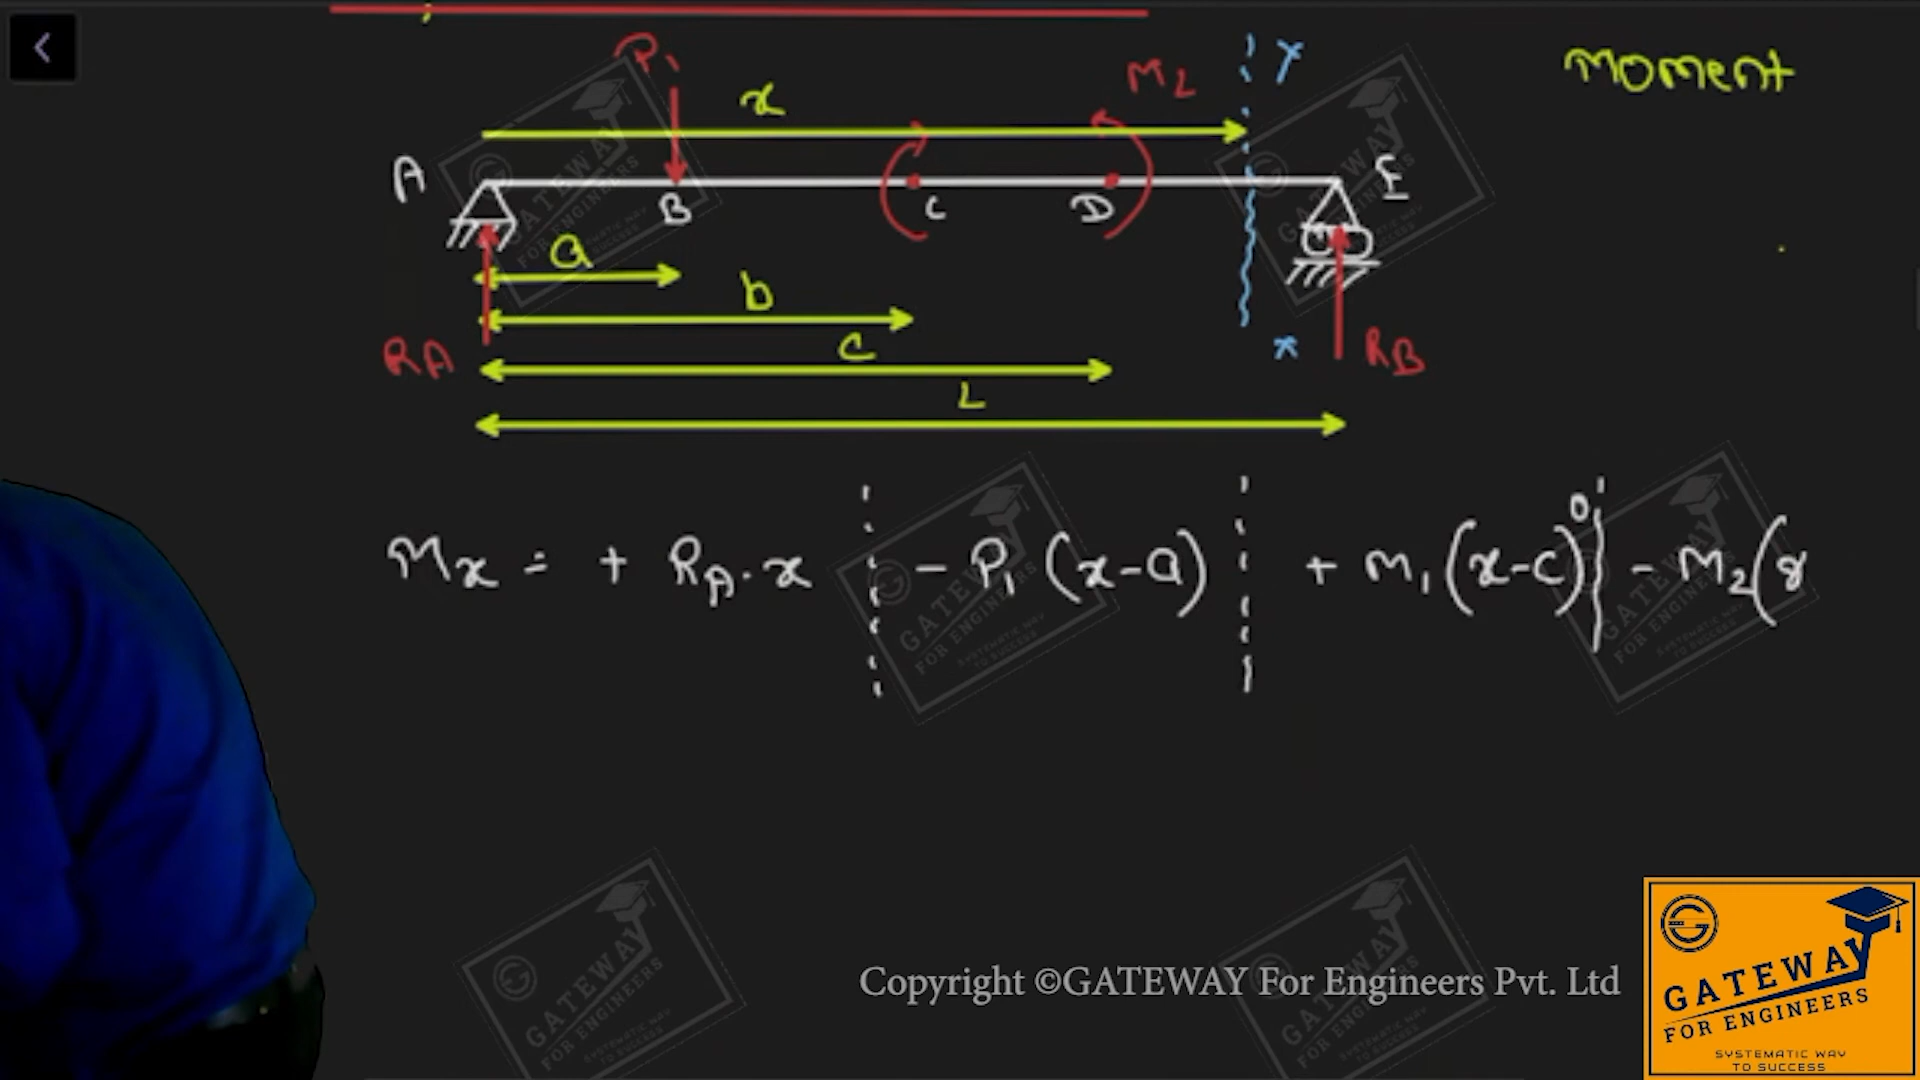 P1
x
M2
Y
Moment
A
B
C
D
E
a
b
c
L
RA
x
RB
Mx = + RA.x ¦ - P1 (x-a) ¦ + M1 (x-c)⁰ ¦ - M2 (x
Copyright ©GATEWAY For Engineers Pvt. Ltd
GATEWAY
FOR ENGINEERS
SYSTEMATIC WAY
TO SUCCESS